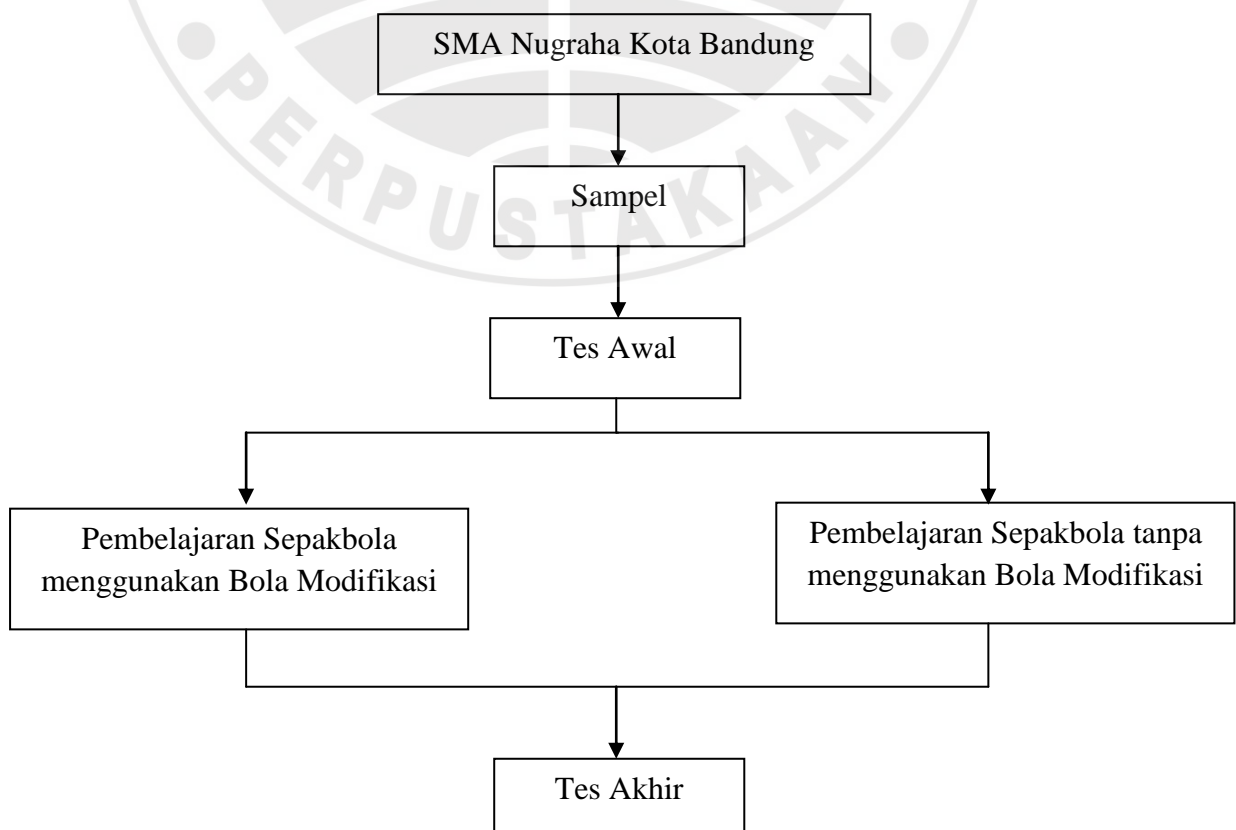 SMA Nugraha Kota Bandung
PERPUSTAKAAN
Sampel
Tes Awal
Pembelajaran Sepakbola
menggunakan Bola Modifikasi
Pembelajaran Sepakbola tanpa
menggunakan Bola Modifikasi
Tes Akhir